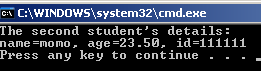 C:\WINDOWS\system32\cmd.exe
The second student's details:
name=momo, age=23.50, id=111111
Press any key to continue . . .